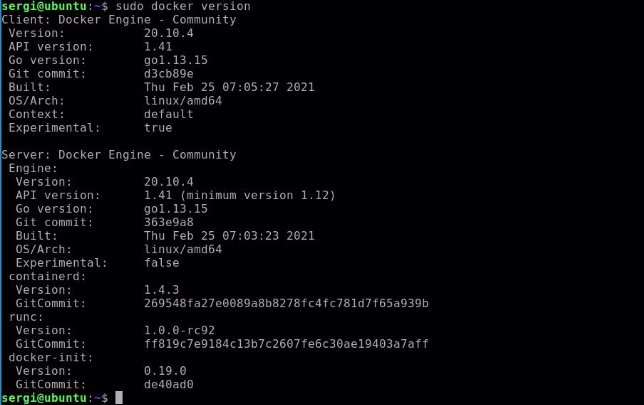 sergi@ubuntu:~$ sudo docker version
Client: Docker Engine - Community
 Version:           20.10.4
 API version:       1.41
 Go version:        go1.13.15
 Git commit:        d3cb89e
 Built:             Thu Feb 25 07:05:27 2021
 OS/Arch:           linux/amd64
 Context:           default
 Experimental:      true

Server: Docker Engine - Community
 Engine:
  Version:          20.10.4
  API version:      1.41 (minimum version 1.12)
  Go version:       go1.13.15
  Git commit:       363e9a8
  Built:            Thu Feb 25 07:03:23 2021
  OS/Arch:          linux/amd64
  Experimental:     false
 containerd:
  Version:          1.4.3
  GitCommit:        269548fa27e0089a8b8278fc4fc781d7f65a939b
 runc:
  Version:          1.0.0-rc92
  GitCommit:        ff819c7e9184c13b7c2607fe6c30ae19403a7aff
 docker-init:
  Version:          0.19.0
  GitCommit:        de40ad0
sergi@ubuntu:~$